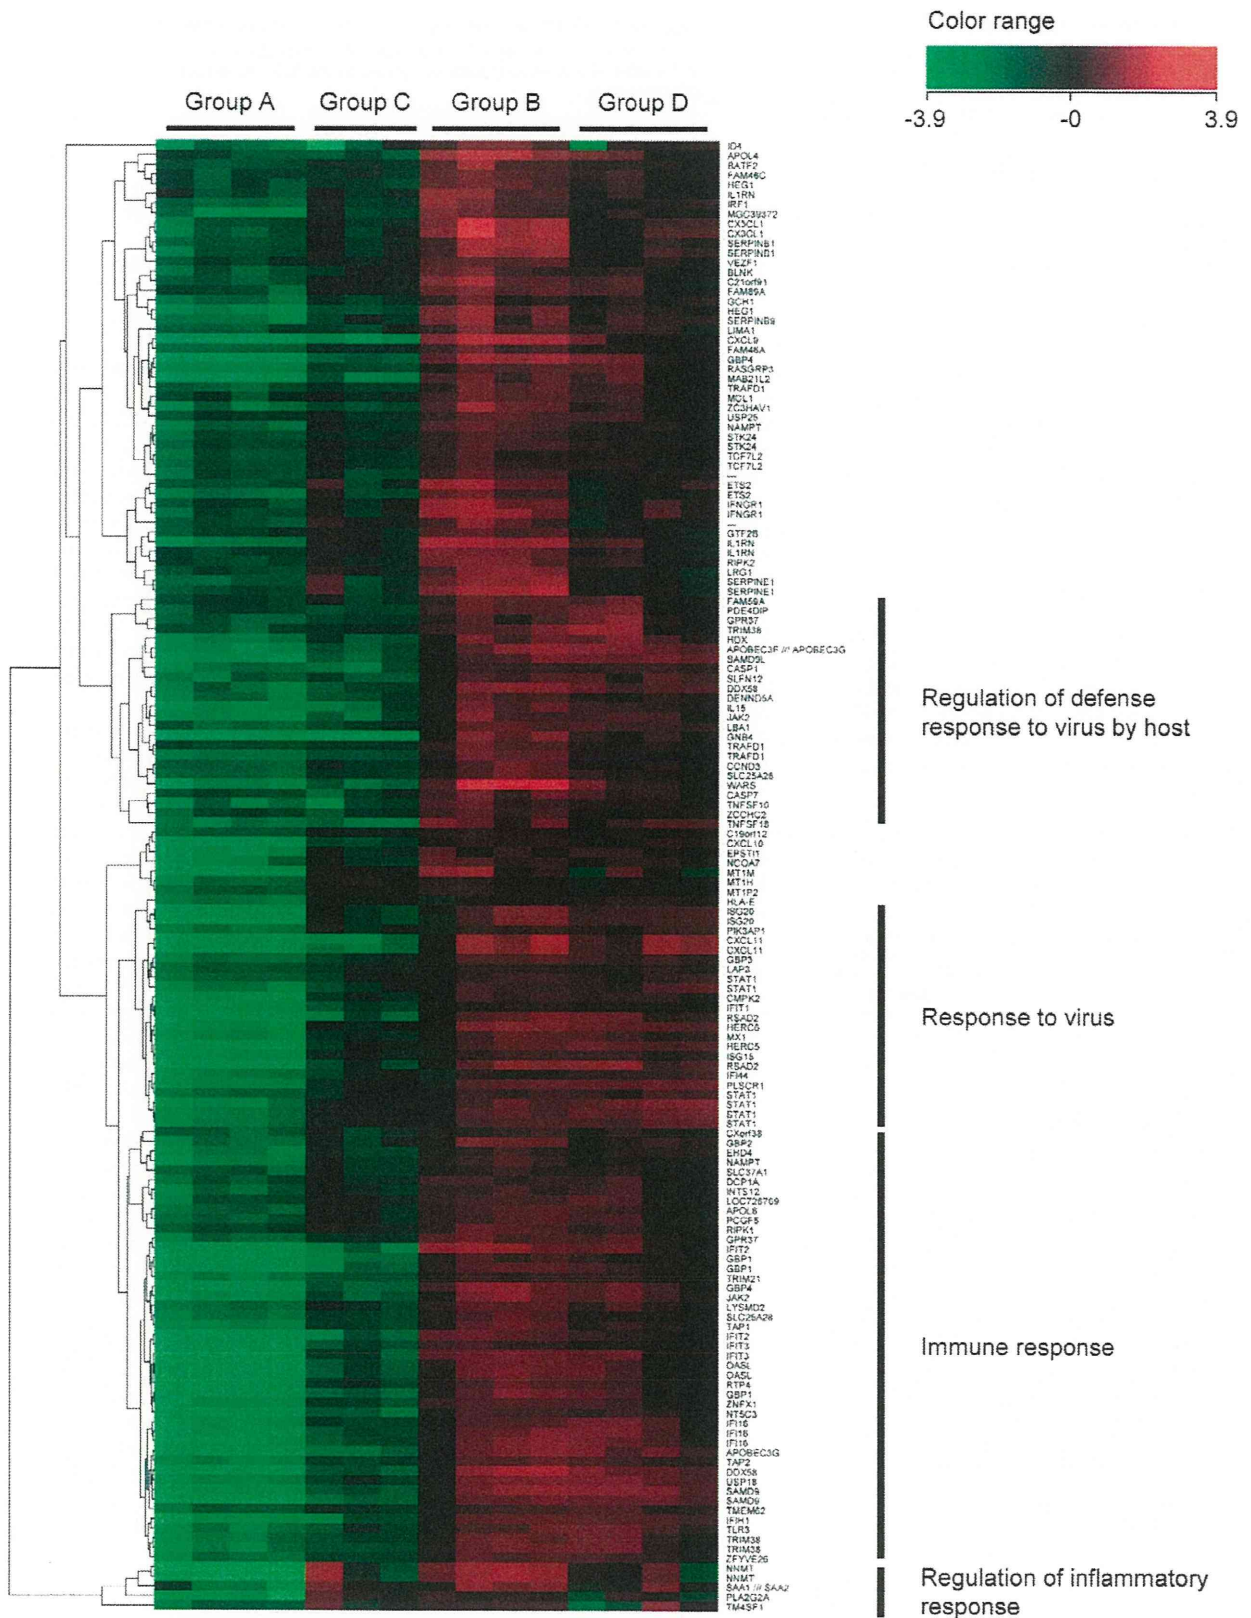 Color range
-3.9
-0
3.9
Group A
Group C
Group B
Group D
ID4
APOL4
BATF2
FAM46C
HEG1
IL1RN
IRF1
MGC39372
CX3CL1
CX3CL1
SERPINB1
SERPINB1
VEZF1
BLNK
C21orf91
FAM89A
GCH1
HEG1
SERPINB9
LIMA1
CXCL9
FAM46A
GBP4
RASGRP3
MAB21L2
TRAFD1
MCL1
ZC3HAV1
USP25
NAMPT
STK24
STK24
TCF7L2
TCF7L2
---
ETS2
ETS2
IFNGR1
IFNGR1
---
GTF2B
IL1RN
IL1RN
RIPK2
LRG1
SERPINE1
SERPINE1
FAM59A
PDE4DIP
GPR37
TRIM38
HDX
APOBEC3F /// APOBEC3G
SAMD9L
CASP1
SLFN12
DDX58
DENND5A
IL15
JAK2
LBA1
GNB4
TRAFD1
TRAFD1
CCND3
SLC25A28
WARS
CASP7
TNFSF10
ZCCHC2
TNFSF18
C19orf12
CXCL10
EPSTI1
NCOA7
MT1M
MT1H
MT1P2
HLA-E
ISG20
ISG20
PIK3AP1
CXCL11
CXCL11
GBP3
LAP3
STAT1
STAT1
CMPK2
IFIT1
RSAD2
HERC6
MX1
HERC5
ISG15
RSAD2
IFI44
PLSCR1
STAT1
STAT1
STAT1
STAT1
CXorf38
GBP2
EHD4
NAMPT
SLC37A1
DCP1A
INTS12
LOC728769
APOL6
PCGF5
RIPK1
GPR37
IFIT2
GBP1
GBP1
TRIM21
GBP4
JAK2
LYSMD2
SLC25A28
TAP1
IFIT2
IFIT3
IFIT3
OASL
OASL
RTP4
GBP1
ZNFX1
NT5C3
IFI16
IFI16
IFI16
APOBEC3G
TAP2
DDX58
USP18
SAMD9
SAMD9
TMEM62
IFIH1
TLR3
TRIM38
TRIM38
ZFYVE26
NNMT
NNMT
SAA1 /// SAA2
PLA2G2A
TM4SF1
Regulation of defense
response to virus by host
Response to virus
Immune response
Regulation of inflammatory
response